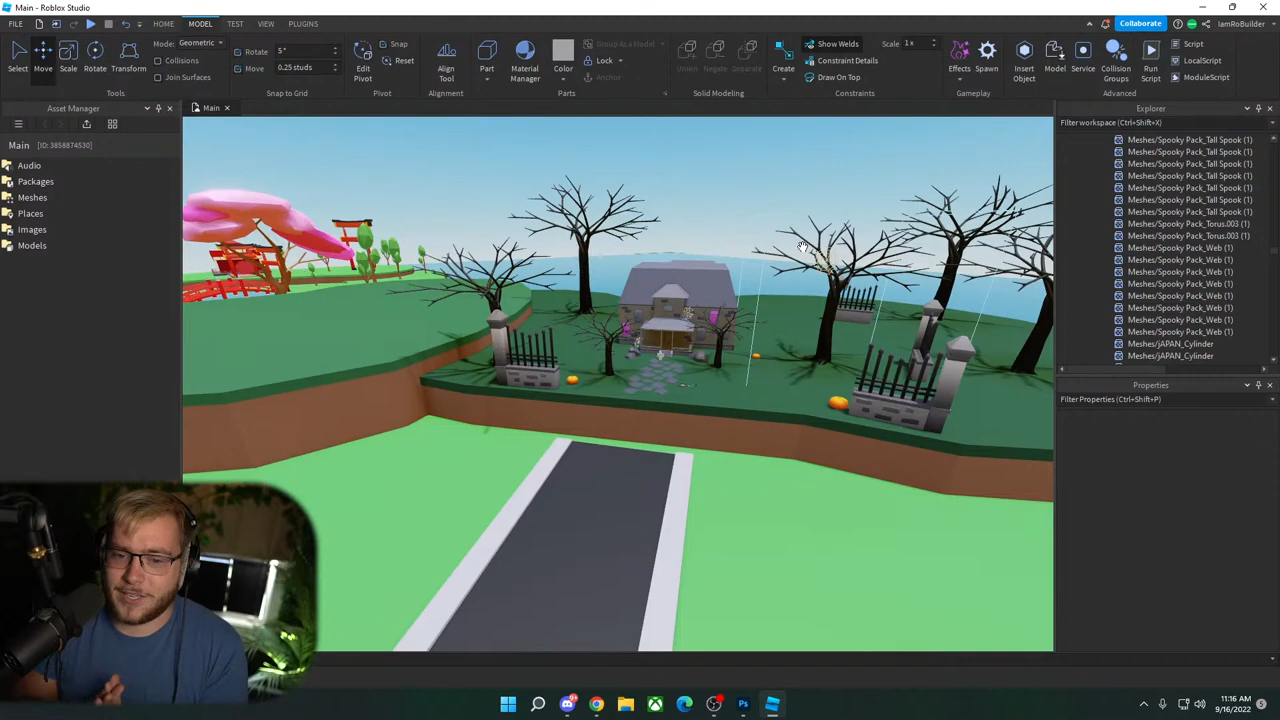 Main - Roblox Studio
FILE HOME MODEL TEST VIEW PLUGINS Collaborate IamRoBuilder
Mode: Geometric
Collisions
Join Surfaces
Select Move Scale Rotate Transform
Tools
Rotate 5°
Move 0.25 studs
Snap to Grid
Edit Pivot
Snap
Reset
Pivot
Align Tool
Alignment
Part Material Manager Color
Group As a Model
Lock
Anchor
Parts
Union Negate Separate
Solid Modeling
Create
Show Welds
Constraint Details
Draw On Top
Scale 1 x
Constraints
Effects Spawn
Gameplay
Insert Object Model Service Collision Groups Run Script
Script
LocalScript
ModuleScript
Advanced
Asset Manager
Main [ID: 3858874530]
Audio
Packages
Meshes
Places
Images
Models
Main
Explorer
Filter workspace (Ctrl+Shift+X)
Meshes/Spooky Pack_Tall Spook (1)
Meshes/Spooky Pack_Tall Spook (1)
Meshes/Spooky Pack_Tall Spook (1)
Meshes/Spooky Pack_Tall Spook (1)
Meshes/Spooky Pack_Tall Spook (1)
Meshes/Spooky Pack_Tall Spook (1)
Meshes/Spooky Pack_Tall Spook (1)
Meshes/Spooky Pack_Torus.003 (1)
Meshes/Spooky Pack_Torus.003 (1)
Meshes/Spooky Pack_Web (1)
Meshes/Spooky Pack_Web (1)
Meshes/Spooky Pack_Web (1)
Meshes/Spooky Pack_Web (1)
Meshes/Spooky Pack_Web (1)
Meshes/Spooky Pack_Web (1)
Meshes/Spooky Pack_Web (1)
Meshes/Spooky Pack_Web (1)
Meshes/jAPAN_Cylinder
Meshes/jAPAN_Cylinder
Properties
Filter Properties (Ctrl+Shift+P)
11:16 AM
9/16/2022